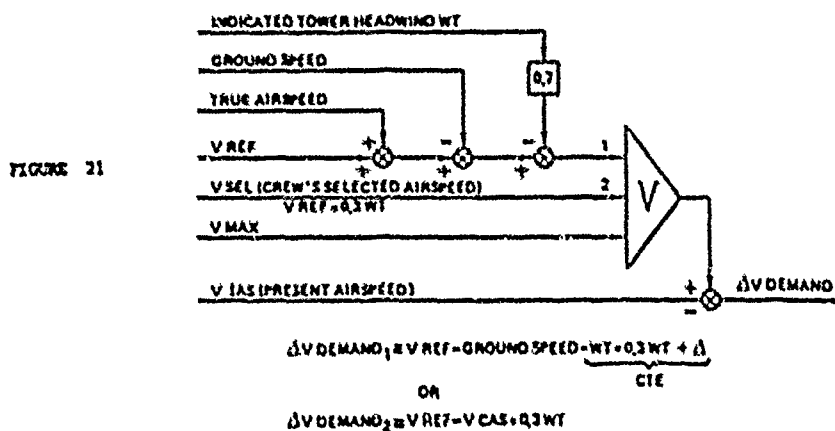 INDICATED TOWER HEADWIND WT
GROUND SPEED
0,7
TRUE AIRSPEED
+ - -
V REF + + + 1
FIGURE 21
V SEL (CREW'S SELECTED AIRSPEED) 2
V REF + 0,3 WT
V
V MAX
V IAS (PRESENT AIRSPEED) + ΔV DEMAND
-
ΔV DEMAND1 = V REF - GROUND SPEED - WT + 0,3 WT + Δ
CTE
OR
ΔV DEMAND2 = V REF - V CAS + 0,3 WT